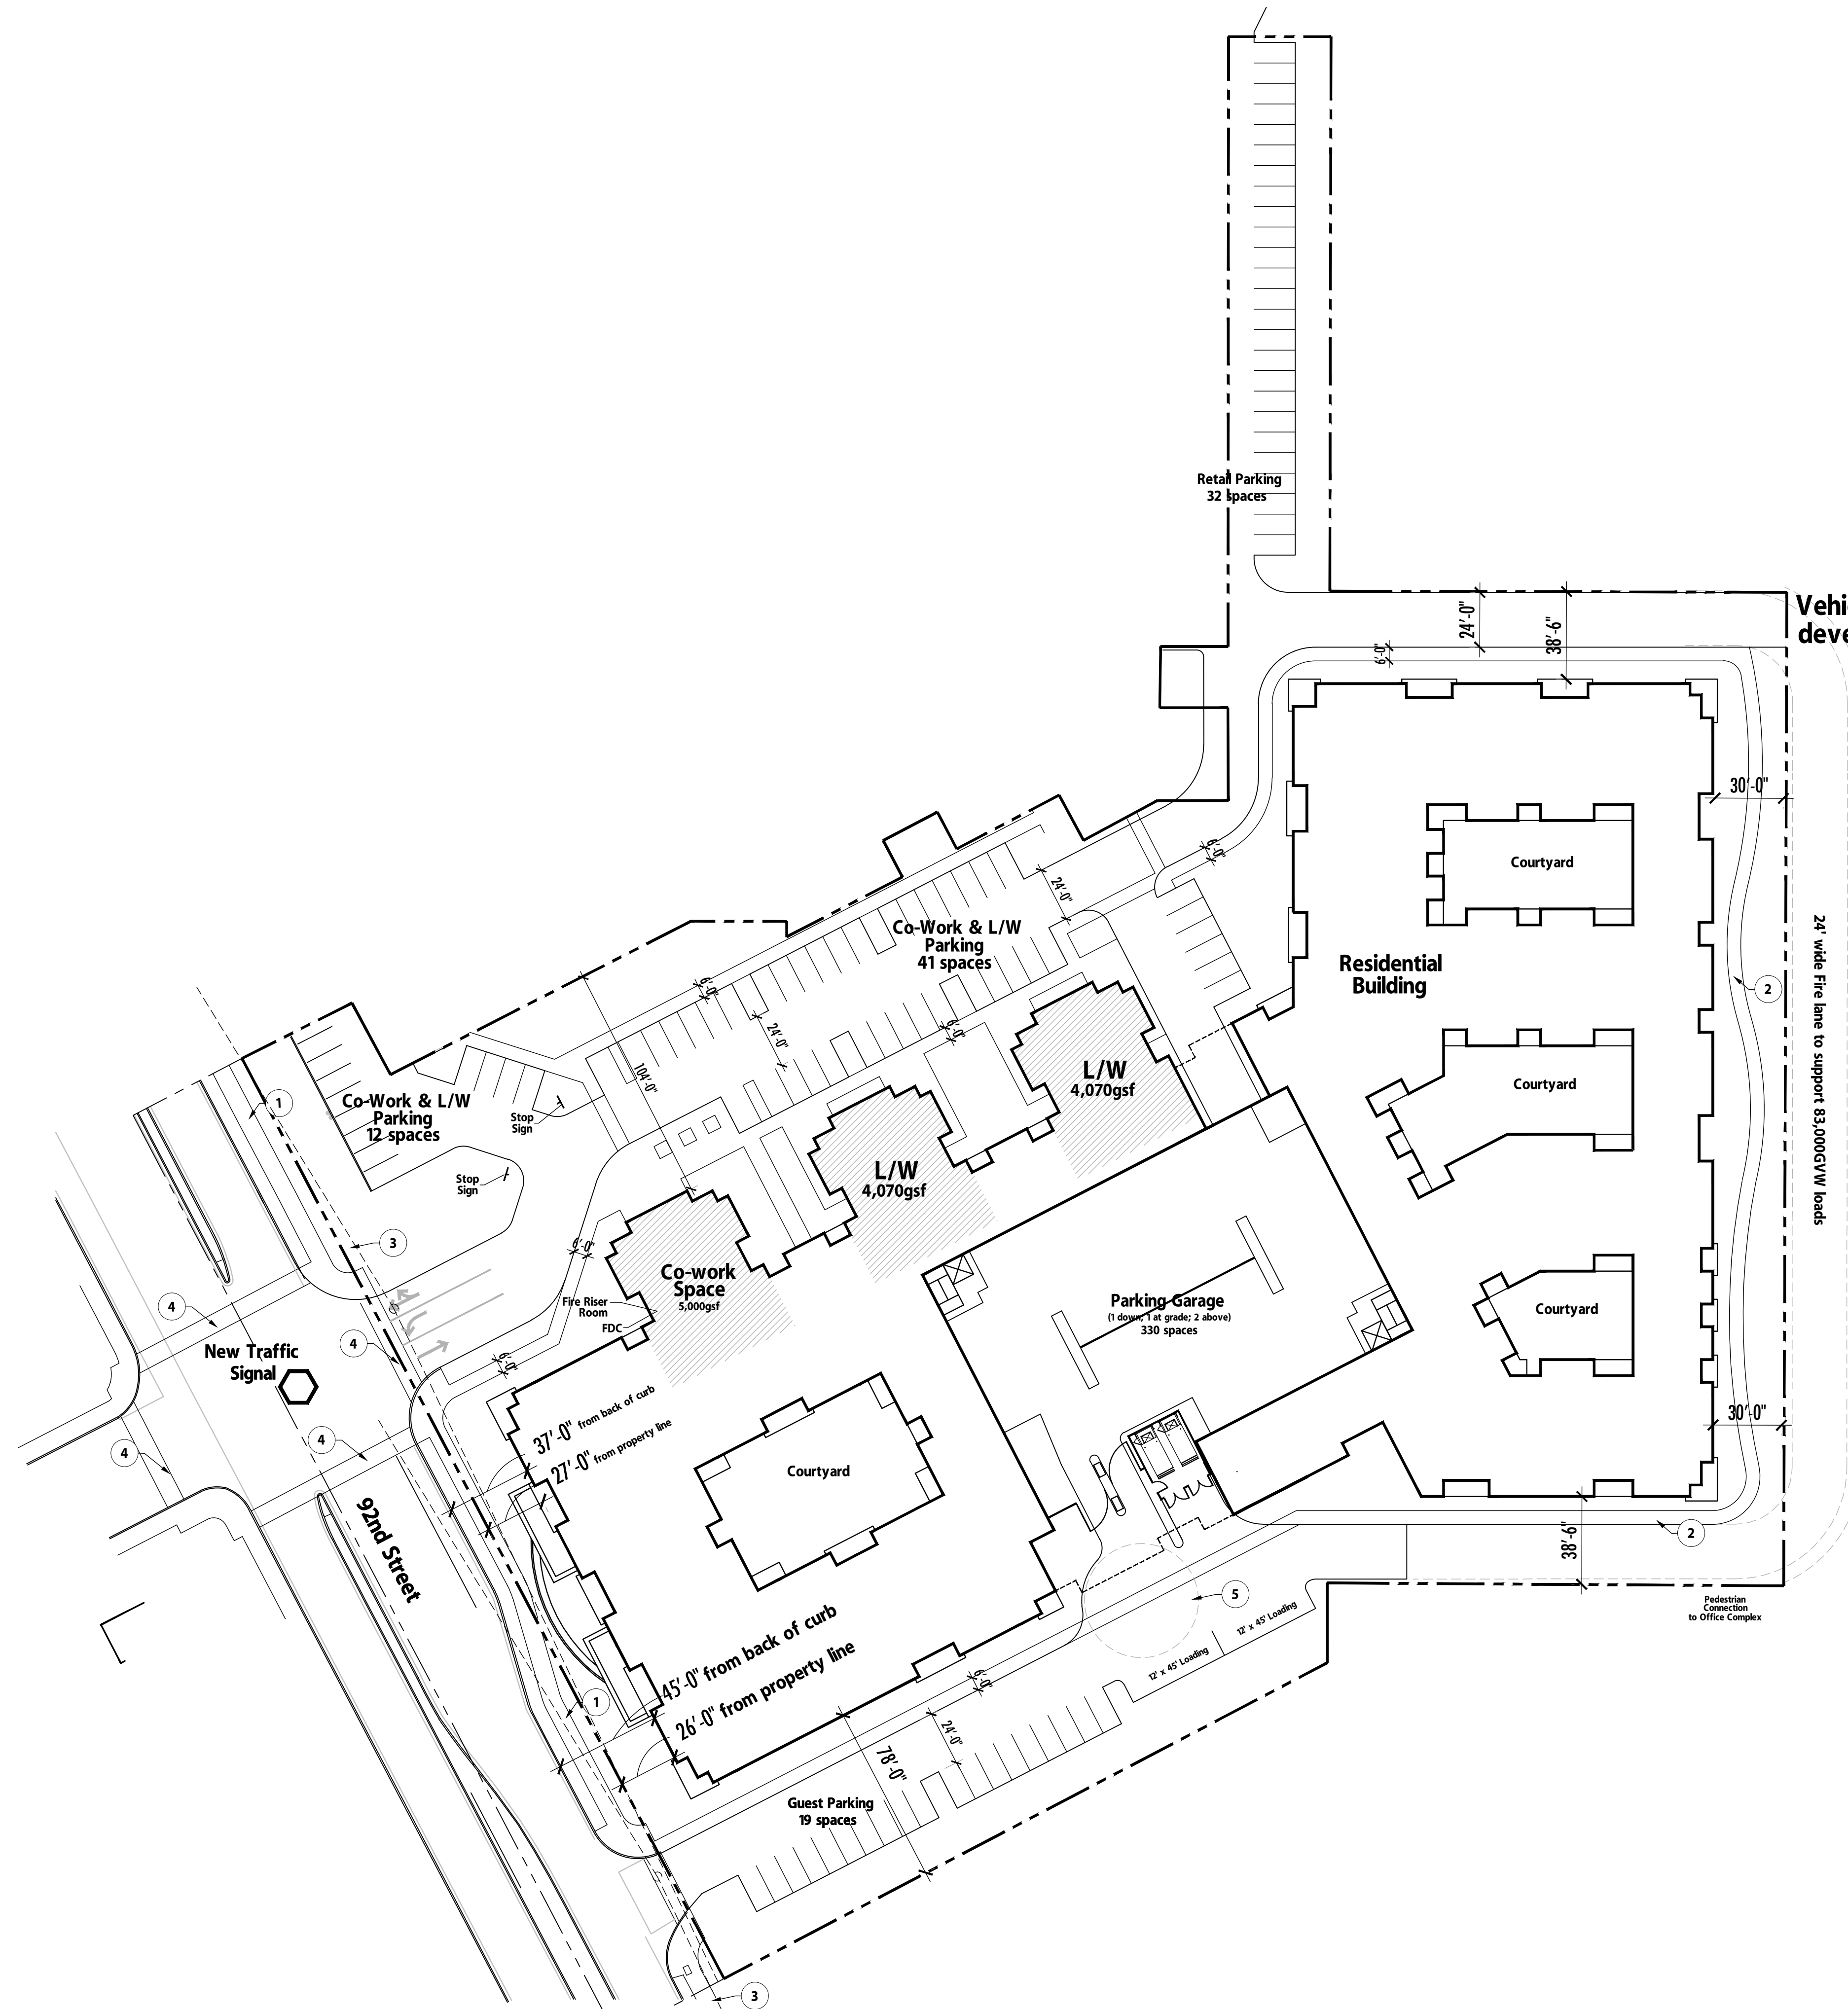 Retail Parking
32 spaces
24'-0"
38'-6"
6'-0"
Vehi
deve
30'-0"
Courtyard
6'-0"
24'-0"
Co-Work & L/W
Parking
41 spaces
Residential
Building
2
24' wide Fire lane to support 83,000GVW loads
6'-0"
24'-0"
6'-0"
104'-0"
L/W
4,070gsf
Courtyard
1
Co-Work & L/W
Parking
12 spaces
Stop
Sign
Stop
Sign
L/W
4,070gsf
3
6'-0"
Co-work
Space
5,000gsf
Fire Riser
Room
FDC
Parking Garage
(1 down; 1 at grade; 2 above)
330 spaces
Courtyard
4
4
New Traffic
Signal
6'-0"
37'-0" from back of curb
27'-0" from property line
30'-0"
4
4
Courtyard
92nd Street
2
38'-6"
5
Pedestrian
Connection
to Office Complex
12' x 45' Loading
12' x 45' Loading
45'-0" from back of curb
26'-0" from property line
6'-0"
1
24'-0"
78'-0"
Guest Parking
19 spaces
3